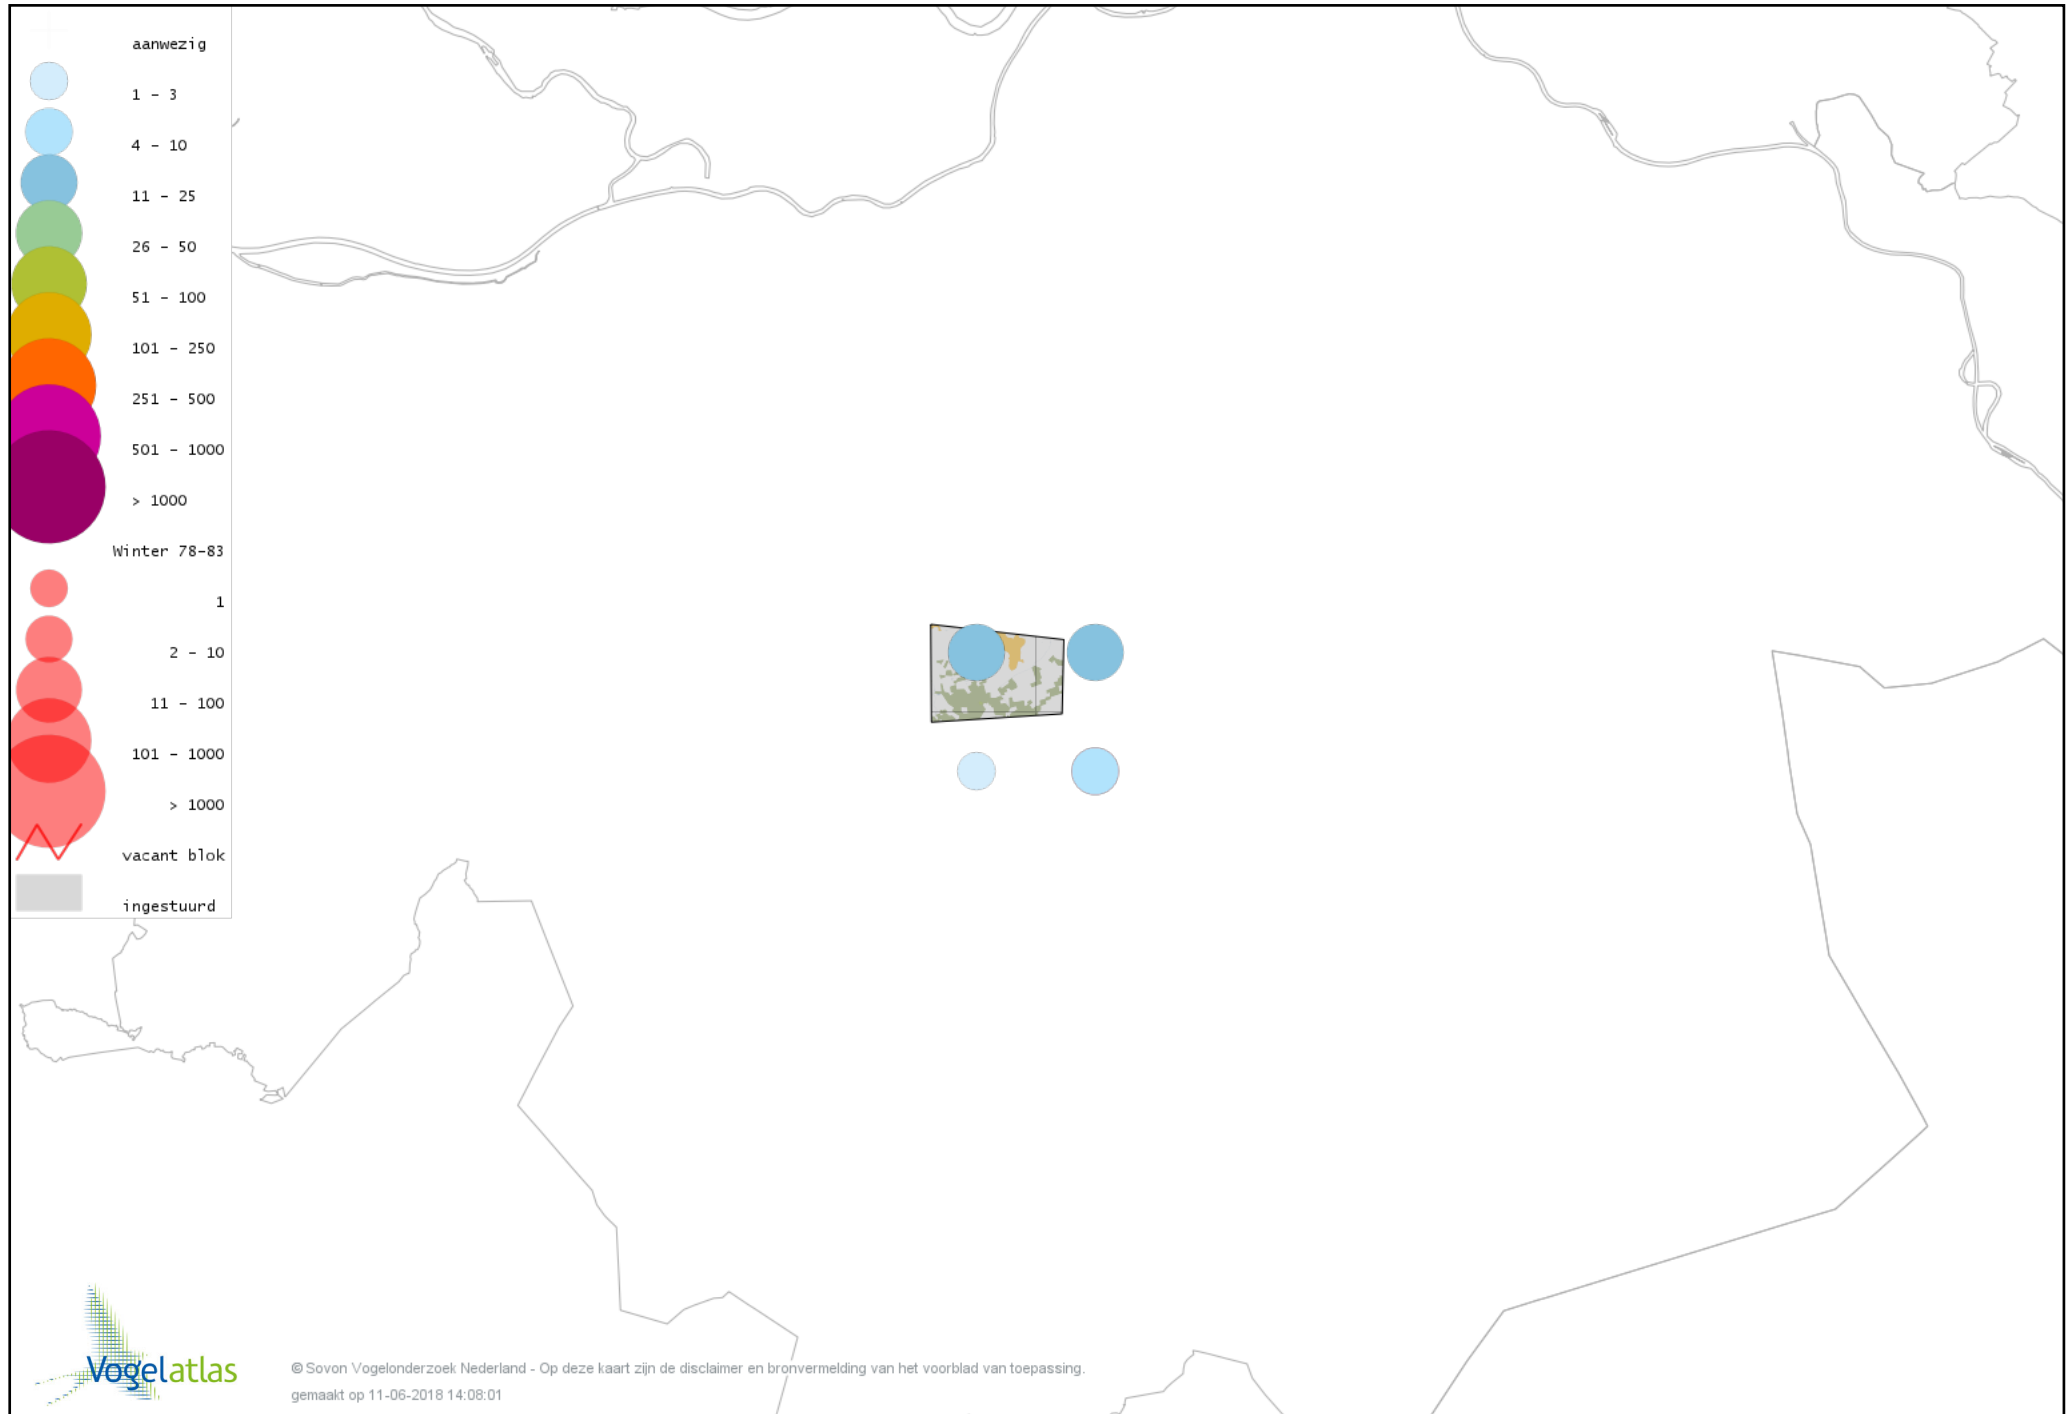 aanwezig
1 - 3
4 - 10
11 - 25
26 - 50
51 - 100
101 - 250
251 - 500
501 - 1000
> 1000
Winter 78-83
1
2 - 10
11 - 100
101 - 1000
> 1000
vacant blok
ingestuurd
Vogelatlas
© Sovon Vogelonderzoek Nederland - Op deze kaart zijn de disclaimer en bronvermelding van het voorblad van toepassing.
gemaakt op 11-06-2018 14:08:01